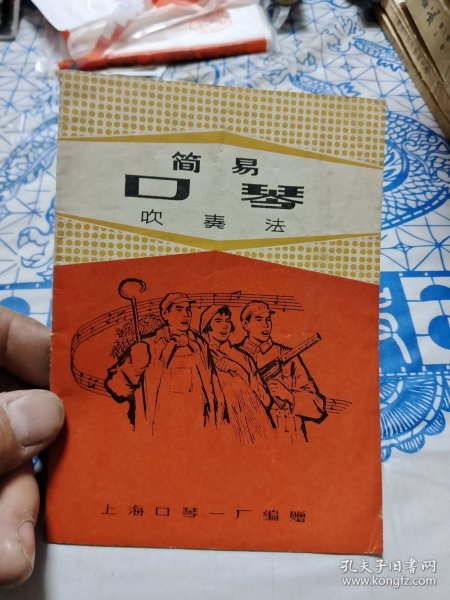 简易
口琴
吹奏法
上海口琴一厂编赠
孔夫子旧书网
www.kongfz.com